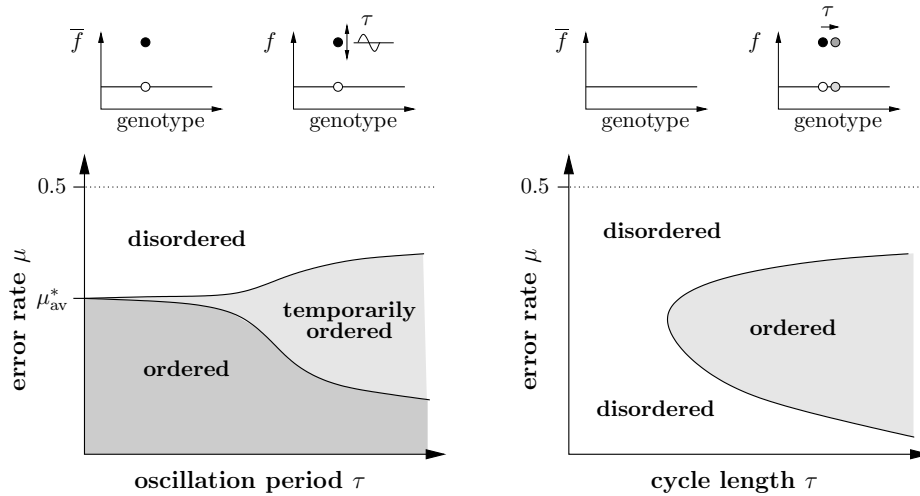 f̅
genotype
f
τ
genotype
f̅
genotype
f
τ
genotype
error rate μ
0.5
μ*av
disordered
temporarily
ordered
ordered
oscillation period τ
error rate μ
0.5
disordered
ordered
disordered
cycle length τ